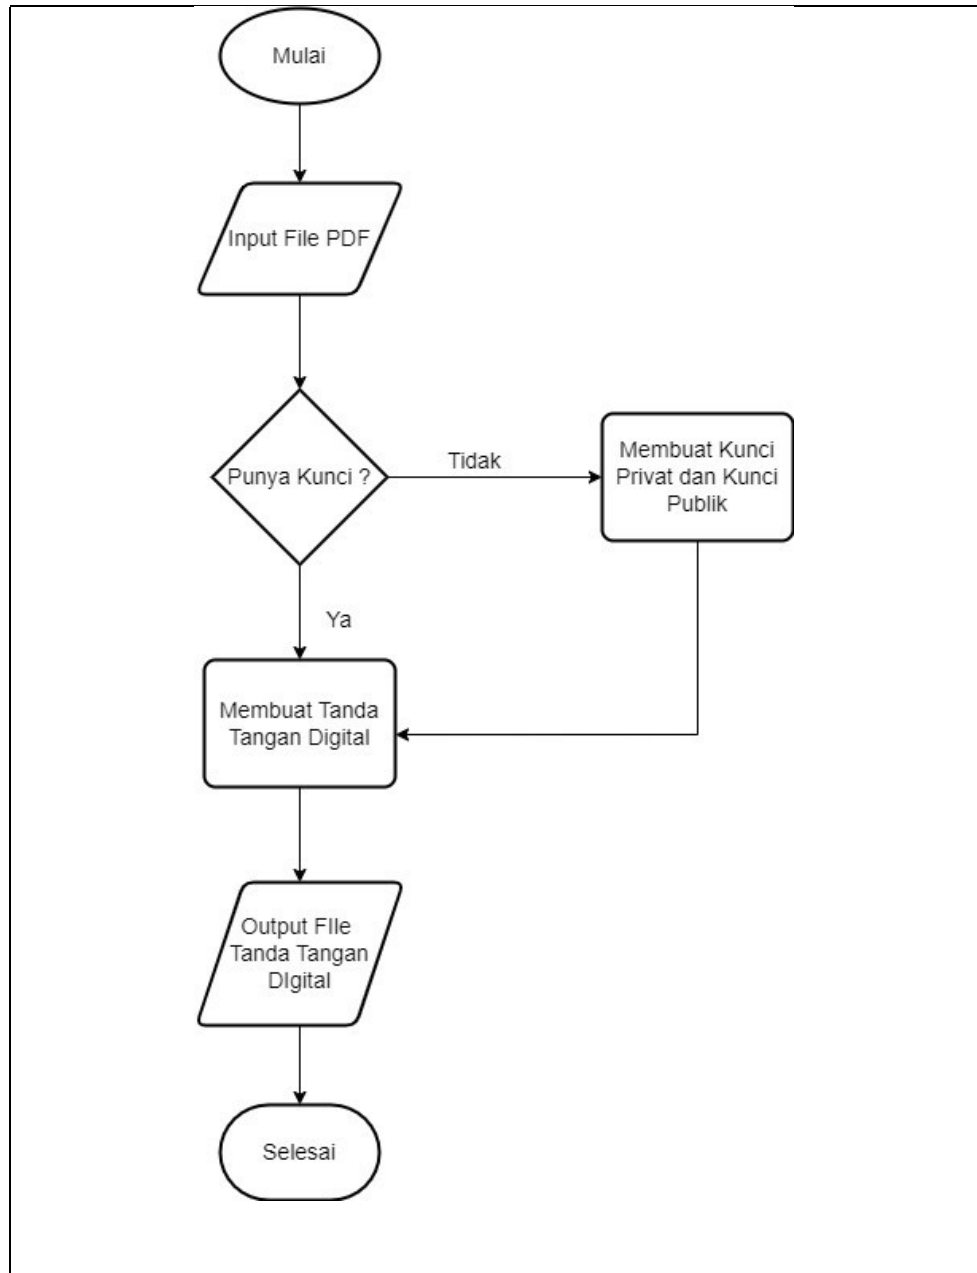 Mulai
Input File PDF
Punya Kunci ?
Tidak
Membuat Kunci
Privat dan Kunci
Publik
Ya
Membuat Tanda
Tangan Digital
Output FIle
Tanda Tangan
DIgital
Selesai